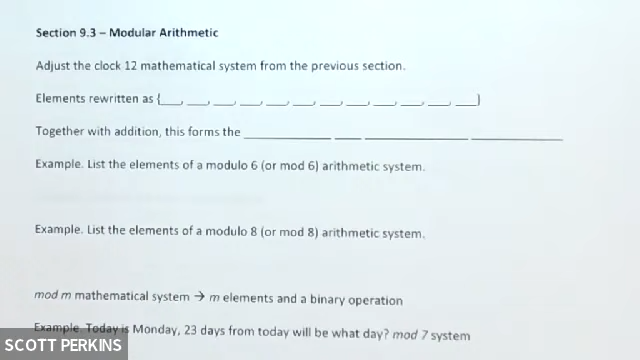 Section 9.3 – Modular Arithmetic
Adjust the clock 12 mathematical system from the previous section.
Elements rewritten as {___, ___, ___, ___, ___, ___, ___, ___, ___, ___, ___, ___}
Together with addition, this forms the _____________ ____ ________________ ______________
Example. List the elements of a modulo 6 (or mod 6) arithmetic system.
Example. List the elements of a modulo 8 (or mod 8) arithmetic system.
mod m mathematical system → m elements and a binary operation
Example. Today is Monday, 23 days from today will be what day? mod 7 system
SCOTT PERKINS